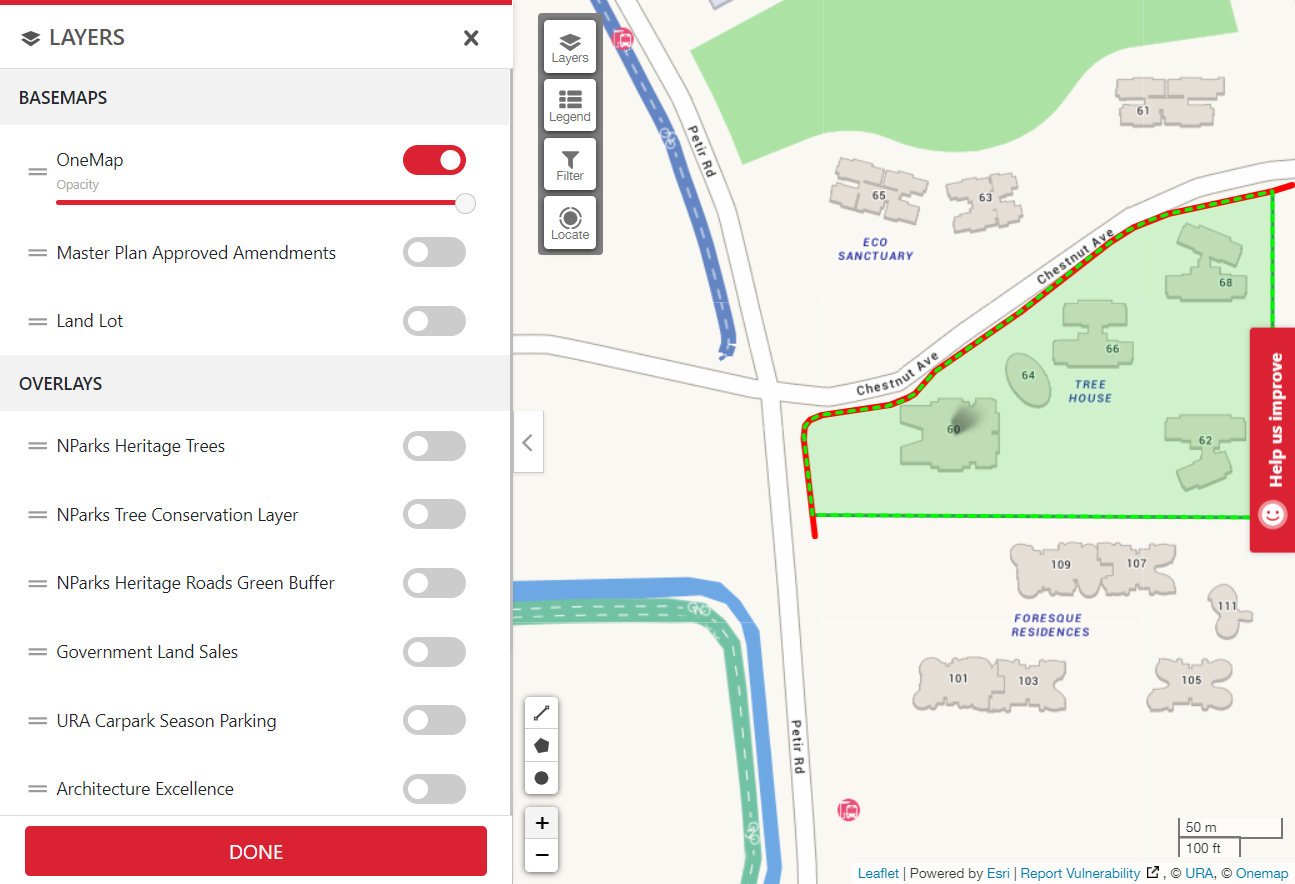 LAYERS
BASEMAPS
OneMap
Opacity
Master Plan Approved Amendments
Land Lot
OVERLAYS
NParks Heritage Trees
NParks Tree Conservation Layer
NParks Heritage Roads Green Buffer
Government Land Sales
URA Carpark Season Parking
Architecture Excellence
DONE
Layers
Legend
Filter
Locate
Petir Rd
61
65
63
ECO
SANCTUARY
Chestnut Ave
68
66
64
TREE
HOUSE
Chestnut Ave
60
62
Help us improve
109
107
111
FORESQUE
RESIDENCES
101
103
105
Petir Rd
+
−
50 m
100 ft
Leaflet | Powered by Esri | Report Vulnerability , © URA, © Onemap